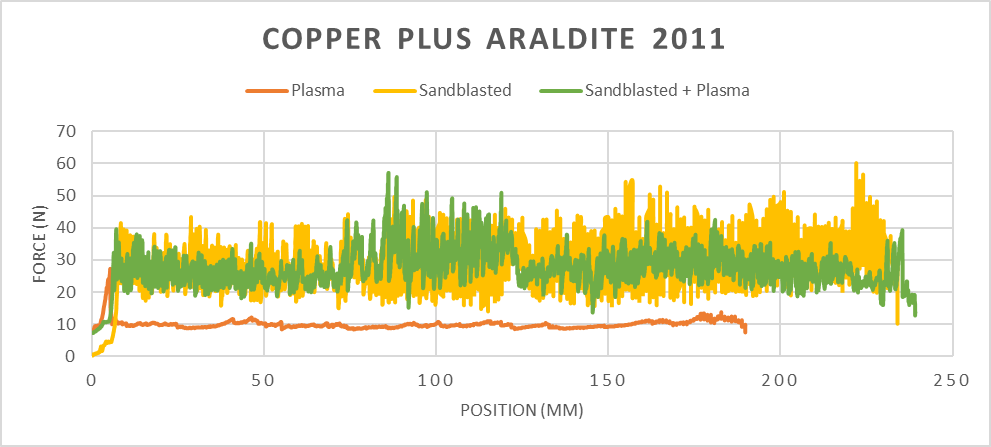 COPPER PLUS ARALDITE 2011
Plasma Sandblasted Sandblasted + Plasma
FORCE (N)
70
60
50
40
30
20
10
0
0 50 100 150 200 250
POSITION (MM)